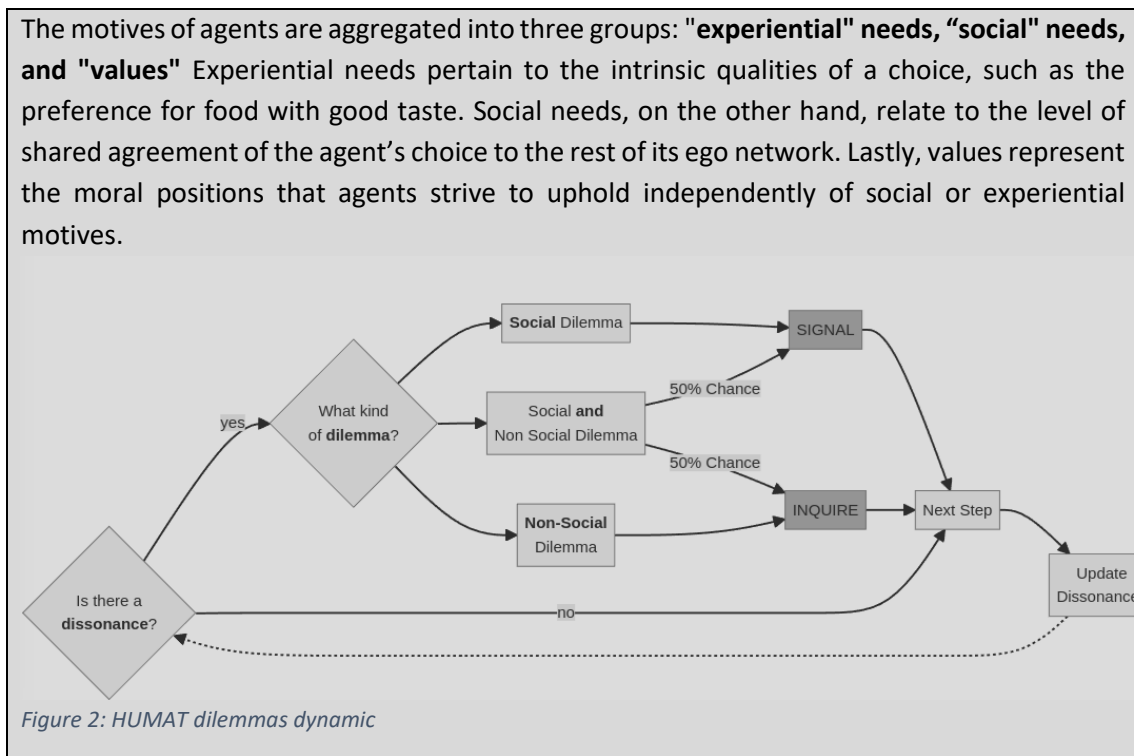 The motives of agents are aggregated into three groups: "experiential" needs, “social" needs,
and "values" Experiential needs pertain to the intrinsic qualities of a choice, such as the
preference for food with good taste. Social needs, on the other hand, relate to the level of
shared agreement of the agent’s choice to the rest of its ego network. Lastly, values represent
the moral positions that agents strive to uphold independently of social or experiential
motives.
Social Dilemma
SIGNAL
50% Chance
What kind
of dilemma?
yes
Social and
Non Social Dilemma
50% Chance
INQUIRE
Next Step
Non-Social
Dilemma
Update
Dissonance
Is there a
dissonance?
no
Figure 2: HUMAT dilemmas dynamic